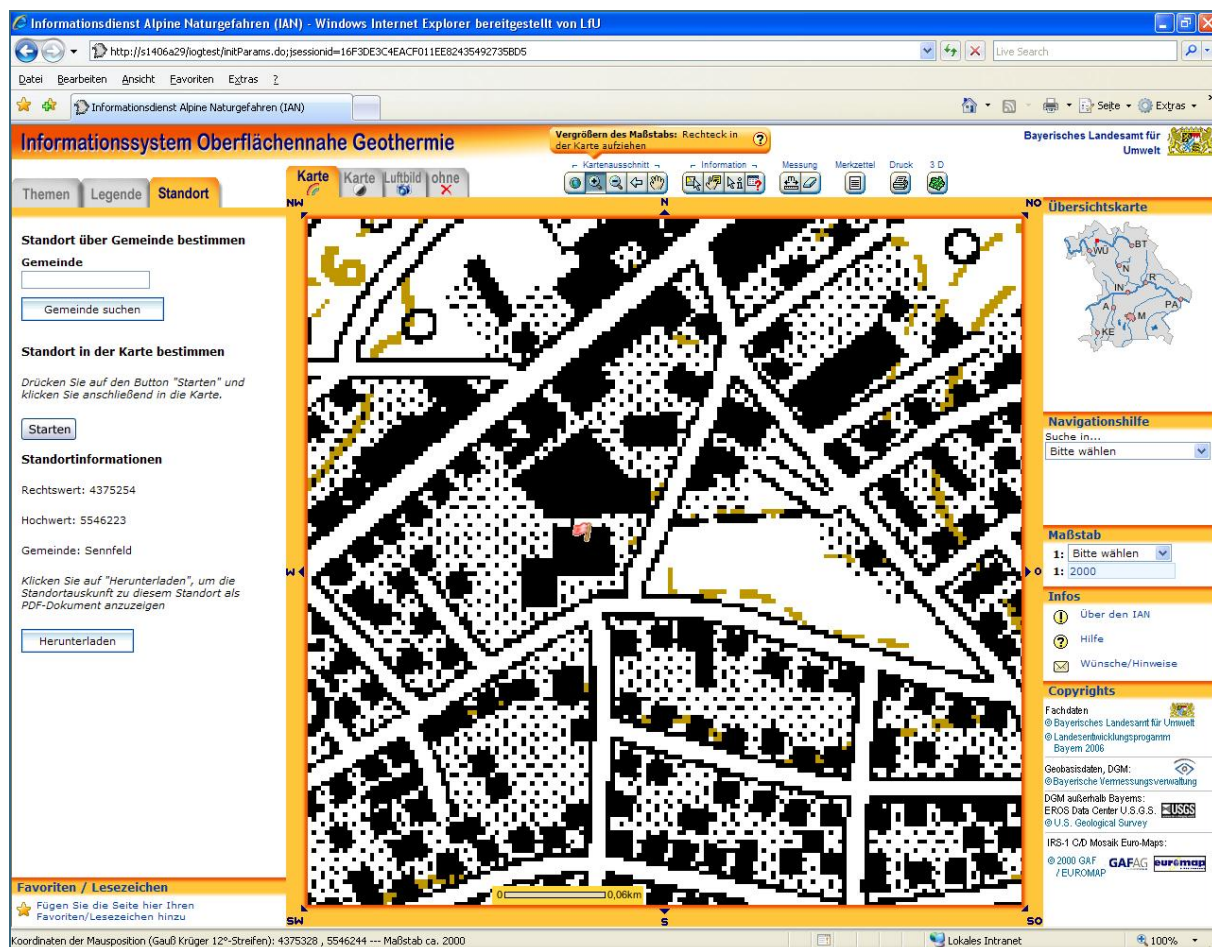 Informationsdienst Alpine Naturgefahren (IAN) - Windows Internet Explorer bereitgestellt von LfU
http://s1406a29/iogtest/initParams.do;jsessionid=16F3DE3C4EACF011EE82435492735BD5
Live Search
Datei Bearbeiten Ansicht Favoriten Extras ?
Informationsdienst Alpine Naturgefahren (IAN)
Seite Extras
Informationssystem Oberflächennahe Geothermie
Vergrößern des Maßstabs: Rechteck in
der Karte aufziehen
?
Bayerisches Landesamt für
Umwelt
Kartenausschnitt
Information
Messung
Merkzettel
Druck
3 D
Themen
Legende
Standort
Karte
Karte
Luftbild
ohne
NW
N
NO
Standort über Gemeinde bestimmen
Gemeinde
Gemeinde suchen
Standort in der Karte bestimmen
Drücken Sie auf den Button "Starten" und
klicken Sie anschließend in die Karte.
Starten
Standortinformationen
Rechtswert: 4375254
Hochwert: 5546223
Gemeinde: Sennfeld
Klicken Sie auf "Herunterladen", um die
Standortauskunft zu diesem Standort als
PDF-Dokument anzuzeigen
Herunterladen
Favoriten / Lesezeichen
Fügen Sie die Seite hier Ihren
Favoriten/Lesezeichen hinzu
W
O
0
0,06km
SW
S
SO
Übersichtskarte
WÜ
BT
N
R
IN
A
PA
M
KE
Navigationshilfe
Suche in...
Bitte wählen
Maßstab
1: Bitte wählen
1: 2000
Infos
Über den IAN
Hilfe
Wünsche/Hinweise
Copyrights
Fachdaten
© Bayerisches Landesamt für Umwelt
© Landesentwicklungsprogamm
Bayern 2006
Geobasisdaten, DGM:
© Bayerische Vermessungsverwaltung
DGM außerhalb Bayerns:
EROS Data Center U.S.G.S.
USGS
© U.S. Geological Survey
IRS-1 C/D Mosaik Euro-Maps:
© 2000 GAF
/EUROMAP
GAFAG
euromap
Koordinaten der Mausposition (Gauß Krüger 12°-Streifen): 4375328 , 5546244 --- Maßstab ca. 2000
Lokales Intranet
100%